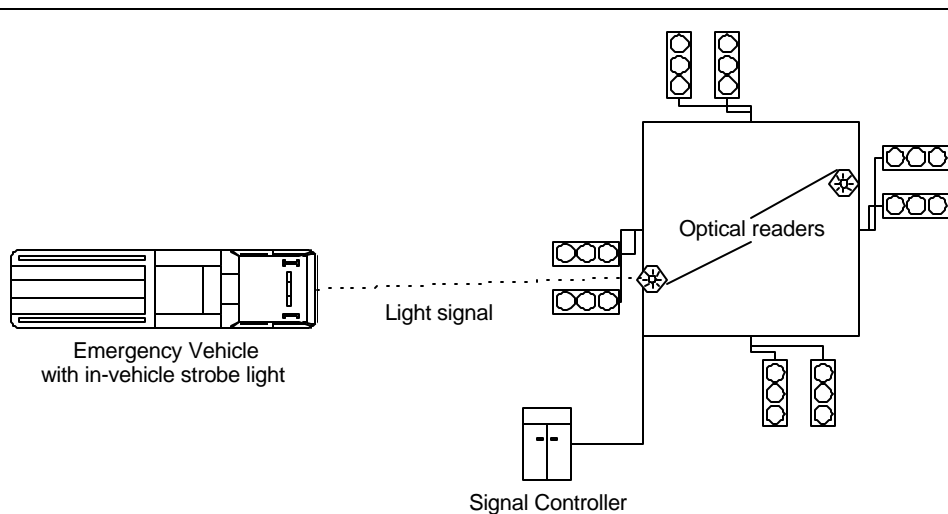 Optical readers
Light signal
Emergency Vehicle
with in-vehicle strobe light
Signal Controller